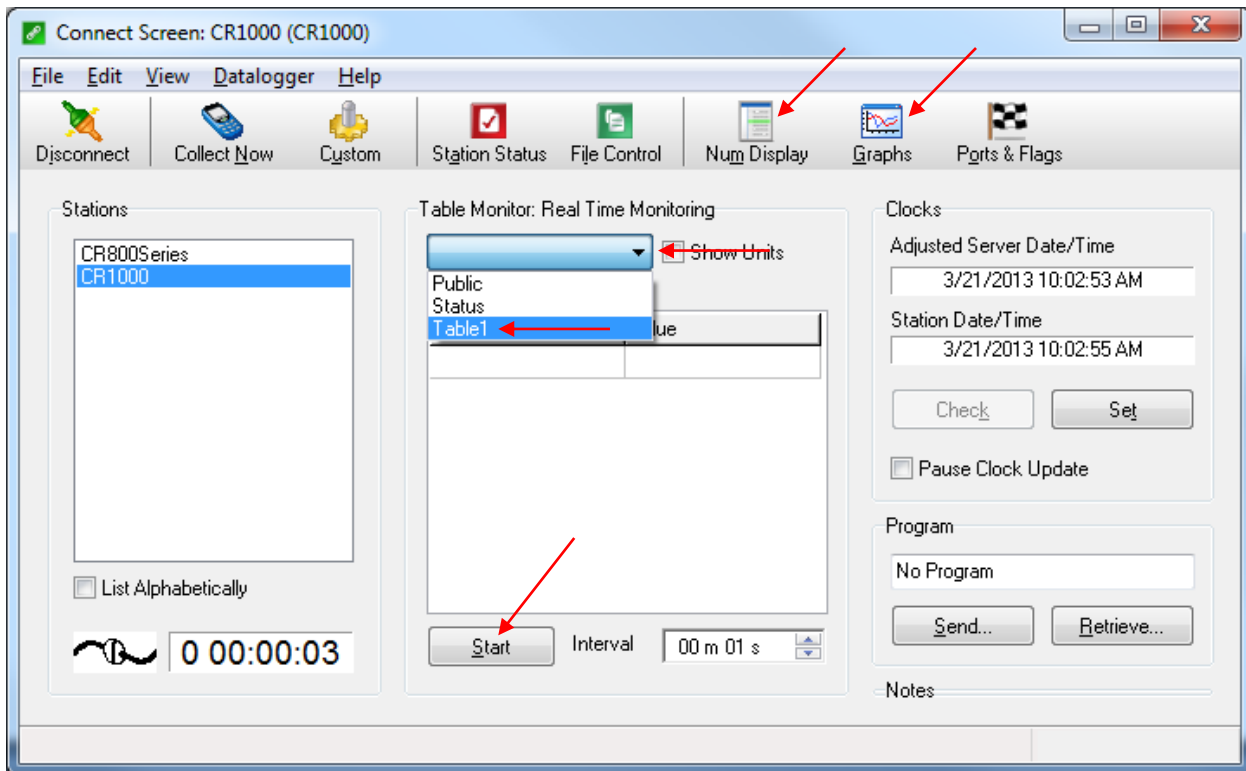 Connect Screen: CR1000 (CR1000)
File Edit View Datalogger Help
Disconnect Collect Now Custom Station Status File Control Num Display Graphs Ports & Flags
Stations
CR800Series
CR1000
List Alphabetically
0 00:00:03
Table Monitor: Real Time Monitoring
Show Units
Public
Status
Table1
lue
Start Interval 00 m 01 s
Clocks
Adjusted Server Date/Time
3/21/2013 10:02:53 AM
Station Date/Time
3/21/2013 10:02:55 AM
Check Set
Pause Clock Update
Program
No Program
Send... Retrieve...
Notes